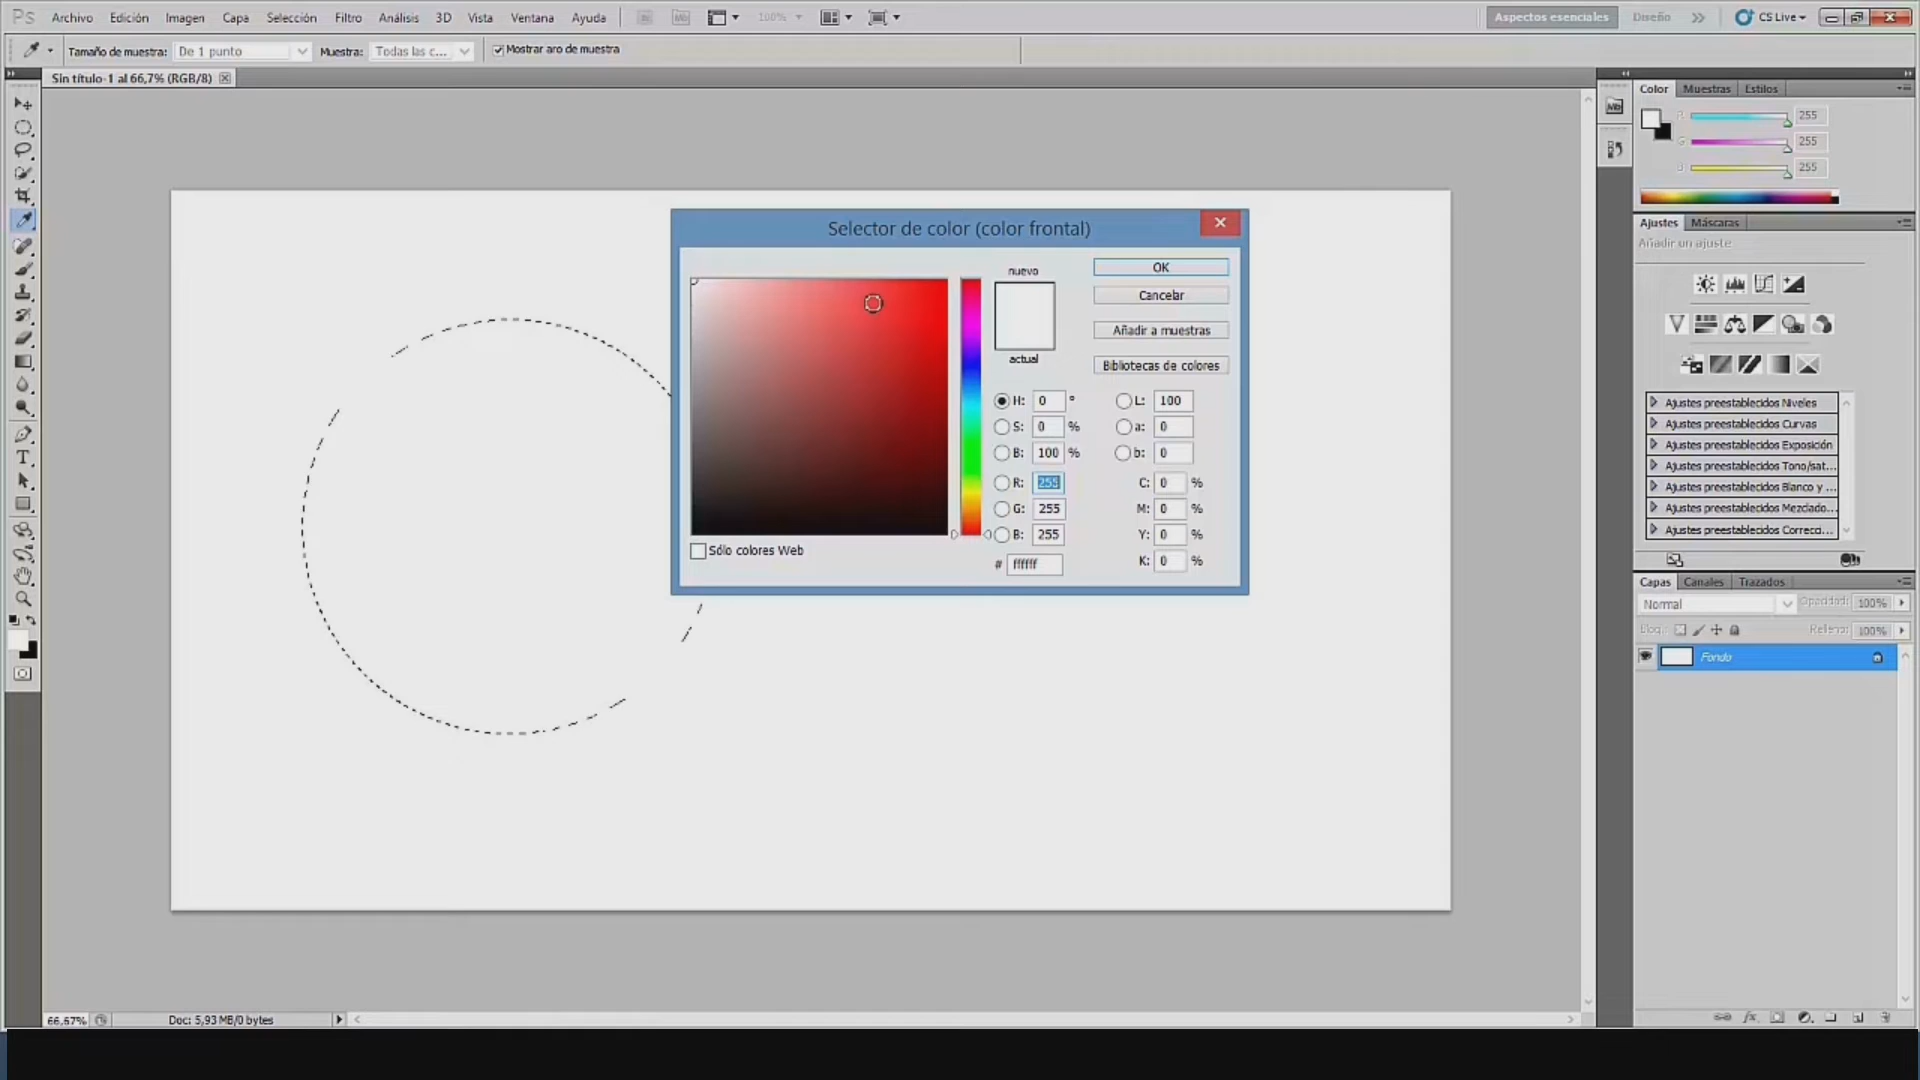 Ps Archivo Edición Imagen Capa Selección Filtro Análisis 3D Vista Ventana Ayuda Br Mb 100% Aspectos esenciales Diseño CS Live
Tamaño de muestra: De 1 punto Muestra: Todas las c... Mostrar aro de muestra
Sin título-1 al 66,7% (RGB/8)
Color Muestras Estilos
R 255
G 255
255
Ajustes Máscaras
Añadir un ajuste
Ajustes preestablecidos Niveles
Ajustes preestablecidos Curvas
Ajustes preestablecidos Exposición
Ajustes preestablecidos Tono/sat...
Ajustes preestablecidos Blanco y ...
Ajustes preestablecidos Mezclado...
Ajustes preestablecidos Correcci...
Capas Canales Trazados
Normal Opacidad: 100%
Bloq.: Relleno: 100%
Fondo
Selector de color (color frontal)
nuevo
actual
OK
Cancelar
Añadir a muestras
Bibliotecas de colores
H: 0 ° L: 100
S: 0 % a: 0
B: 100 % b: 0
R: 255 C: 0 %
G: 255 M: 0 %
B: 255 Y: 0 %
# ffffff K: 0 %
Sólo colores Web
66,67% Doc: 5,93 MB/0 bytes